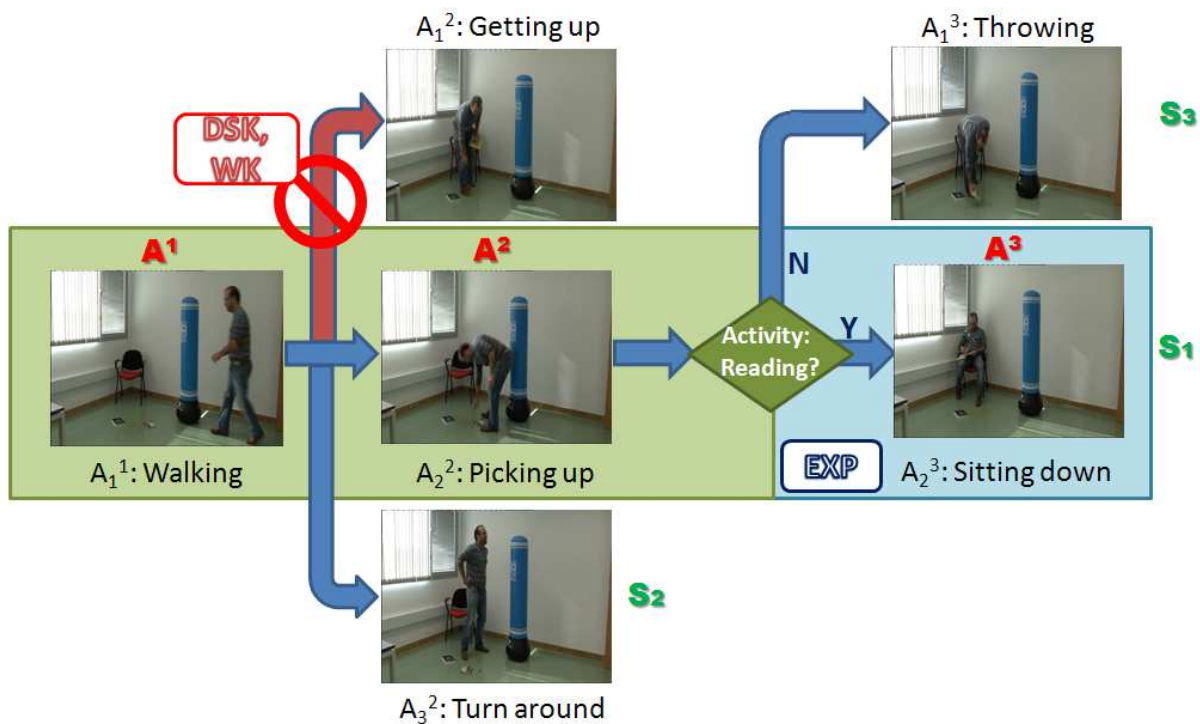 A₁²: Getting up
A₁³: Throwing
DSK,
WK
S₃
A¹
A²
N
A³
Activity:
Reading?
Y
S₁
A₁¹: Walking
A₂²: Picking up
EXP
A₂³: Sitting down
S₂
A₃²: Turn around